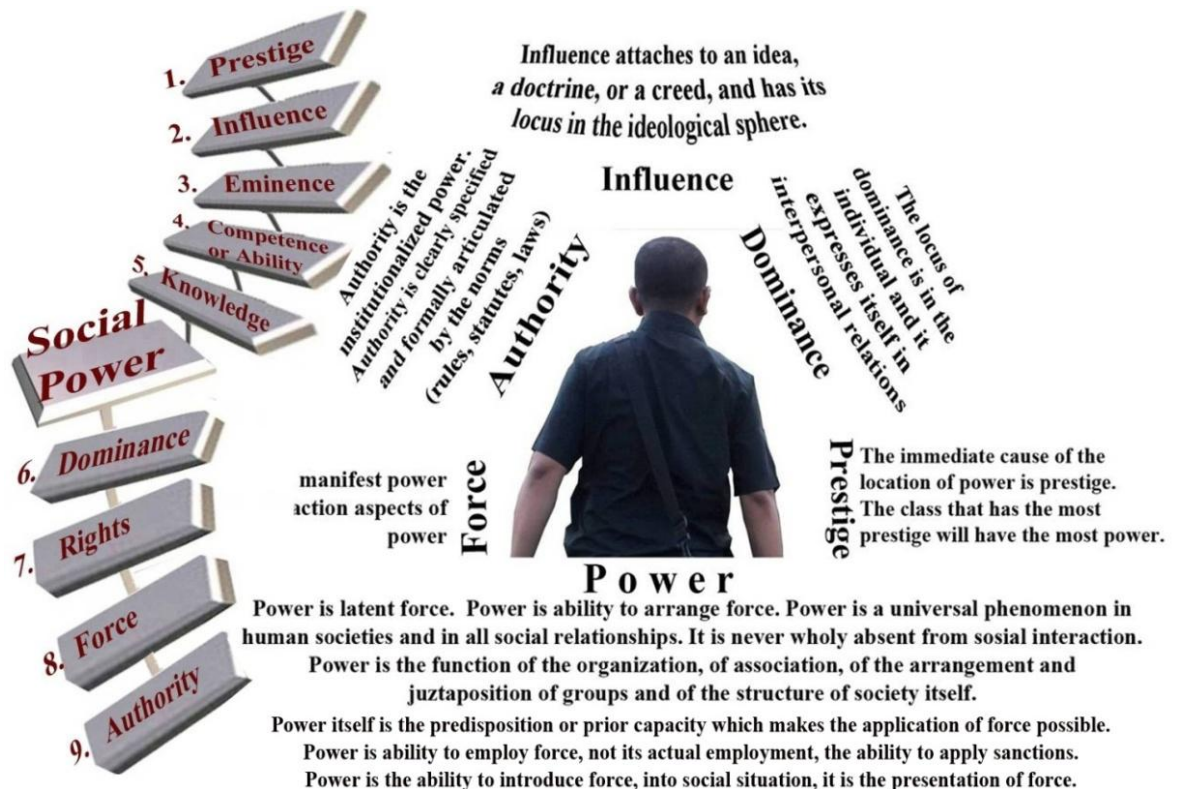 1. Prestige
2. Influence
3. Eminence
4. Competence
or Ability
5. Knowledge
Social
Power
6. Dominance
7. Rights
8. Force
9. Authority
Influence attaches to an idea,
a doctrine, or a creed, and has its
locus in the ideological sphere.
Influence
Authority is the
institutionalized power.
Authority is clearly specified
and formally articulated
by the norms
(rules, statutes, laws)
Authority
Dominance
The locus of
dominance is in the
individual and it
expresses itself in
interpersonal relations
manifest power
action aspects of
power
Force
Prestige
The immediate cause of the
location of power is prestige.
The class that has the most
prestige will have the most power.
Power
Power is latent force. Power is ability to arrange force. Power is a universal phenomenon in
human societies and in all social relationships. It is never wholy absent from sosial interaction.
Power is the function of the organization, of association, of the arrangement and
juztaposition of groups and of the structure of society itself.
Power itself is the predisposition or prior capacity which makes the application of force possible.
Power is ability to employ force, not its actual employment, the ability to apply sanctions.
Power is the ability to introduce force, into social situation, it is the presentation of force.